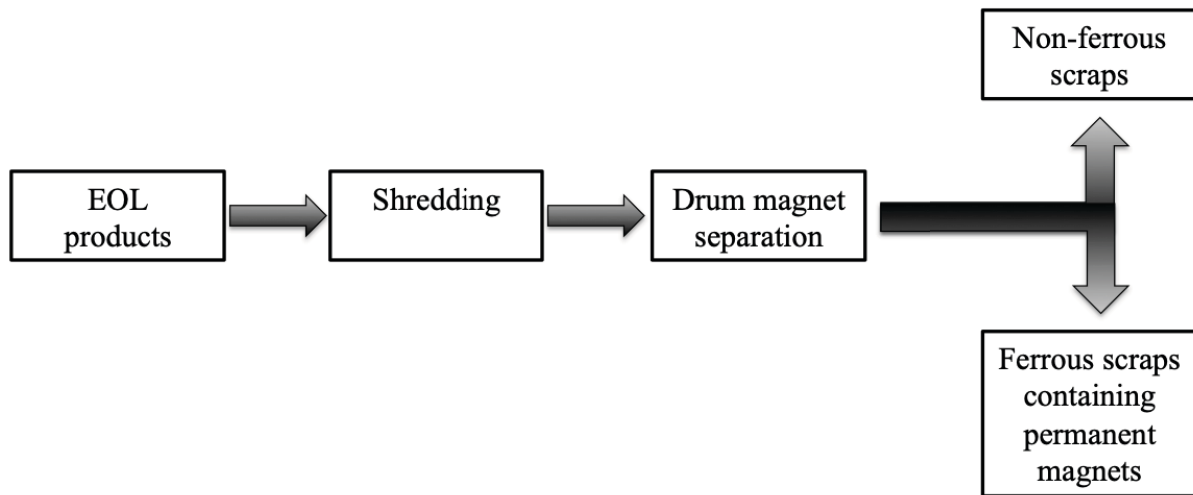 Non-ferrous
scraps
EOL
products
Shredding
Drum magnet
separation
Ferrous scraps
containing
permanent
magnets